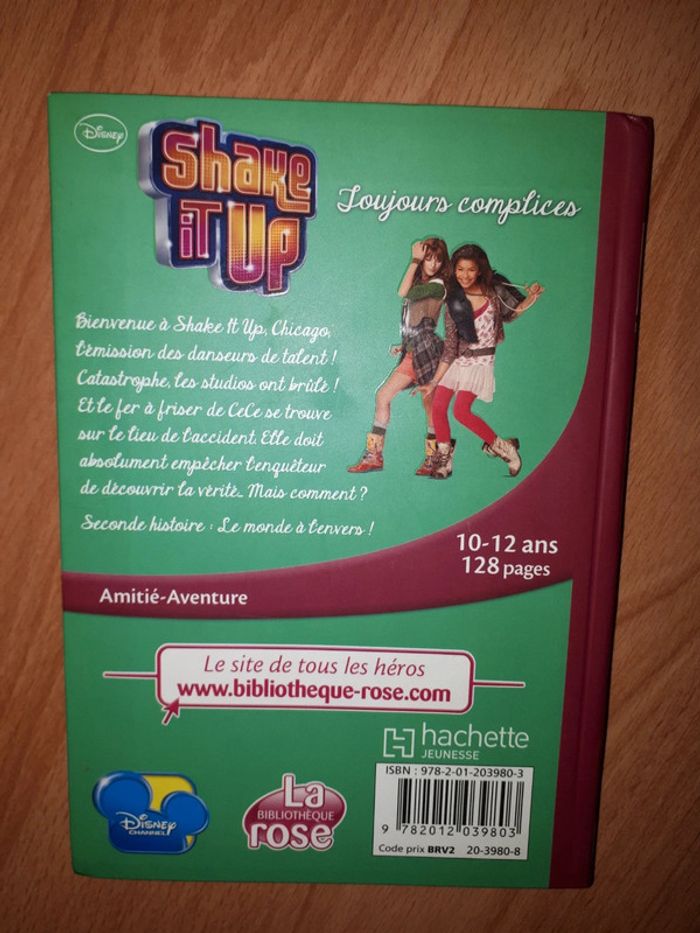 Disney
Shake
it Up
Toujours complices
Bienvenue à Shake It Up, Chicago,
l'émission des danseurs de talent !
Catastrophe, les studios ont brûlé !
Et le fer à friser de CeCe se trouve
sur le lieu de l'accident. Elle doit
absolument empêcher l'enquêteur
de découvrir la vérité... Mais comment ?
Seconde histoire : Le monde à l'envers !
10-12 ans
128 pages
Amitié-Aventure
Le site de tous les héros
www.bibliotheque-rose.com
hachette
JEUNESSE
ISBN : 978-2-01-203980-3
9 782012 039803
Code prix BRV2 20-3980-8
Disney
CHANNEL
La
BIBLIOTHÈQUE
rose